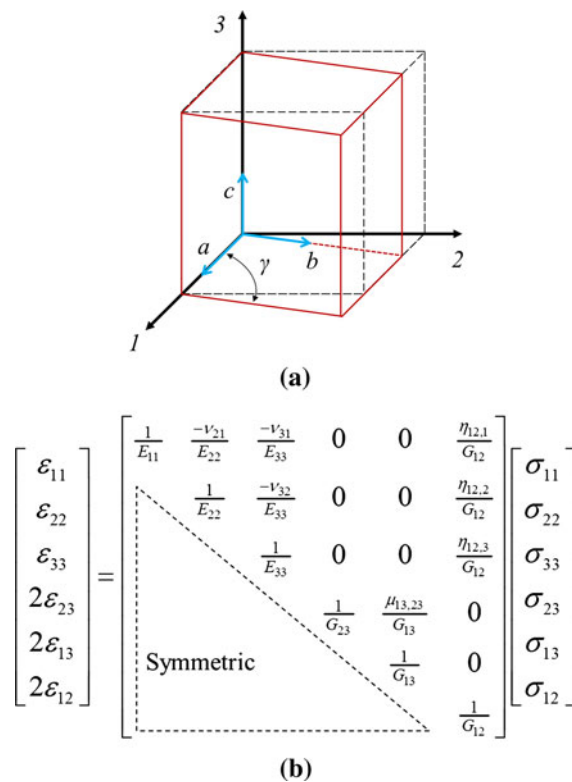 3
c
a
b
γ
2
1
(a)
[ε₁₁ ε₂₂ ε₃₃ 2ε₂₃ 2ε₁₃ 2ε₁₂] = [
1/E₁₁ -ν₂₁/E₂₂ -ν₃₁/E₃₃ 0 0 η₁₂,₁/G₁₂
1/E₂₂ -ν₃₂/E₃₃ 0 0 η₁₂,₂/G₁₂
1/E₃₃ 0 0 η₁₂,₃/G₁₂
1/G₂₃ μ₁₃,₂₃/G₁₃ 0
Symmetric 1/G₁₃ 0
1/G₁₂
] [σ₁₁ σ₂₂ σ₃₃ σ₂₃ σ₁₃ σ₁₂]
(b)